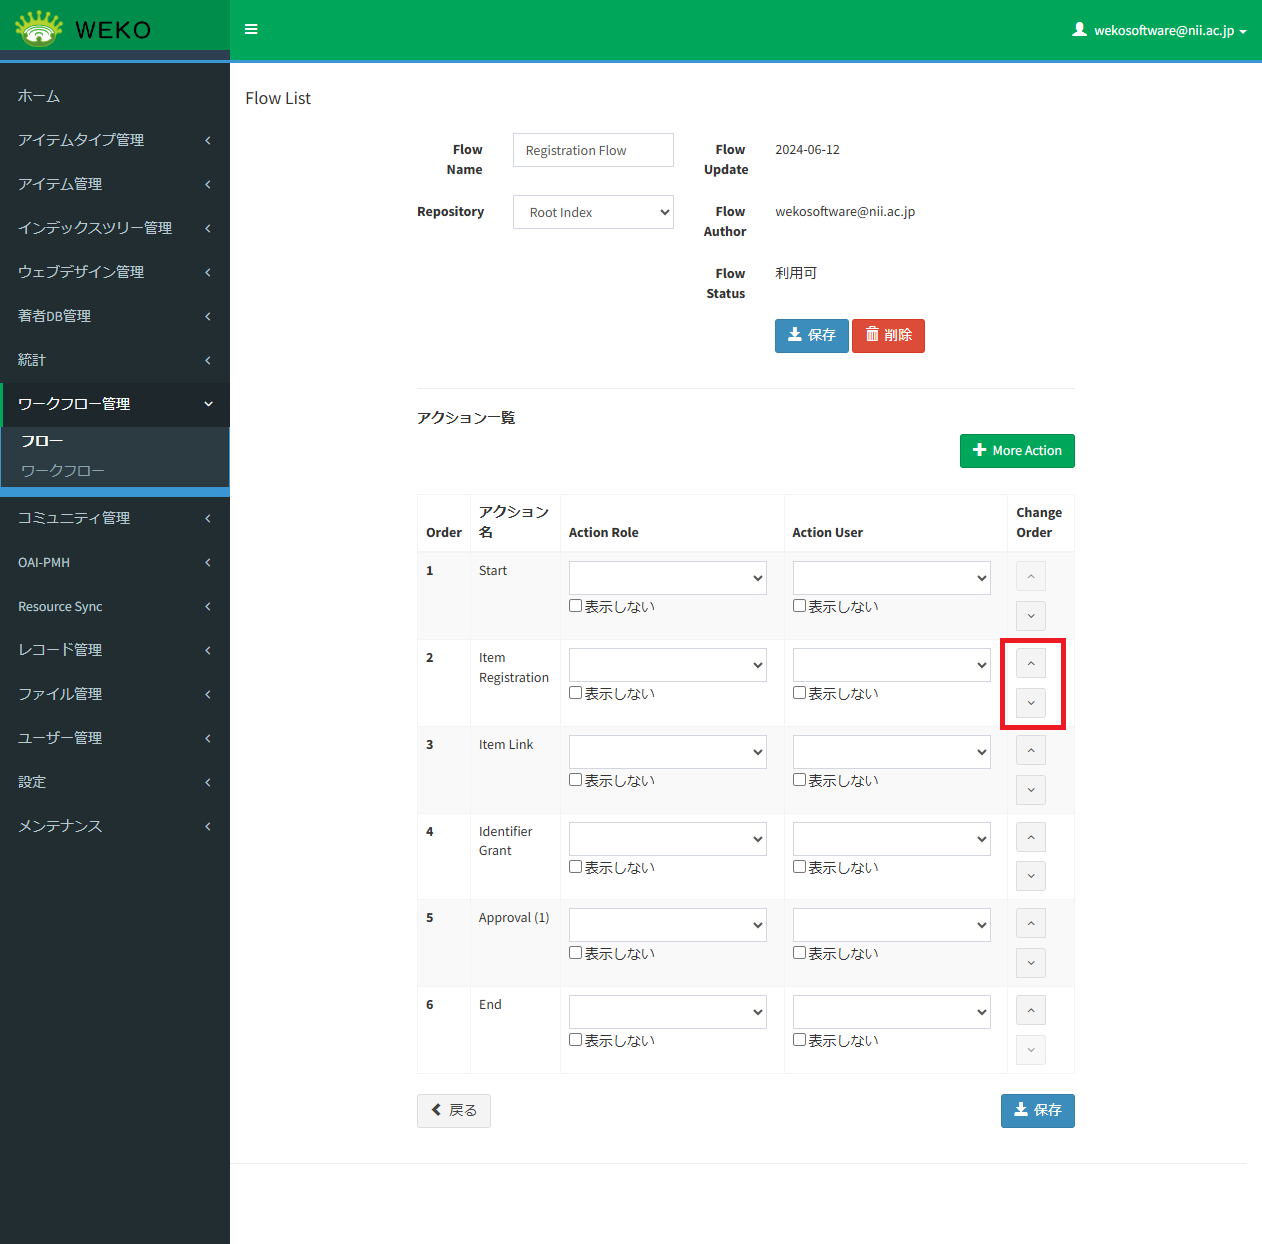 WEKO
wekosoftware@nii.ac.jp
ホーム
アイテムタイプ管理
アイテム管理
インデックスツリー管理
ウェブデザイン管理
著者DB管理
統計
ワークフロー管理
フロー
ワークフロー
コミュニティ管理
OAI-PMH
Resource Sync
レコード管理
ファイル管理
ユーザー管理
設定
メンテナンス
Flow List
Flow Name
Registration Flow
Flow Update
2024-06-12
Repository
Root Index
Flow Author
wekosoftware@nii.ac.jp
Flow Status
利用可
保存 削除
アクション一覧
More Action
Order アクション名 Action Role Action User Change Order
1 Start
表示しない 表示しない
2 Item Registration
表示しない 表示しない
3 Item Link
表示しない 表示しない
4 Identifier Grant
表示しない 表示しない
5 Approval (1)
表示しない 表示しない
6 End
表示しない 表示しない
戻る 保存